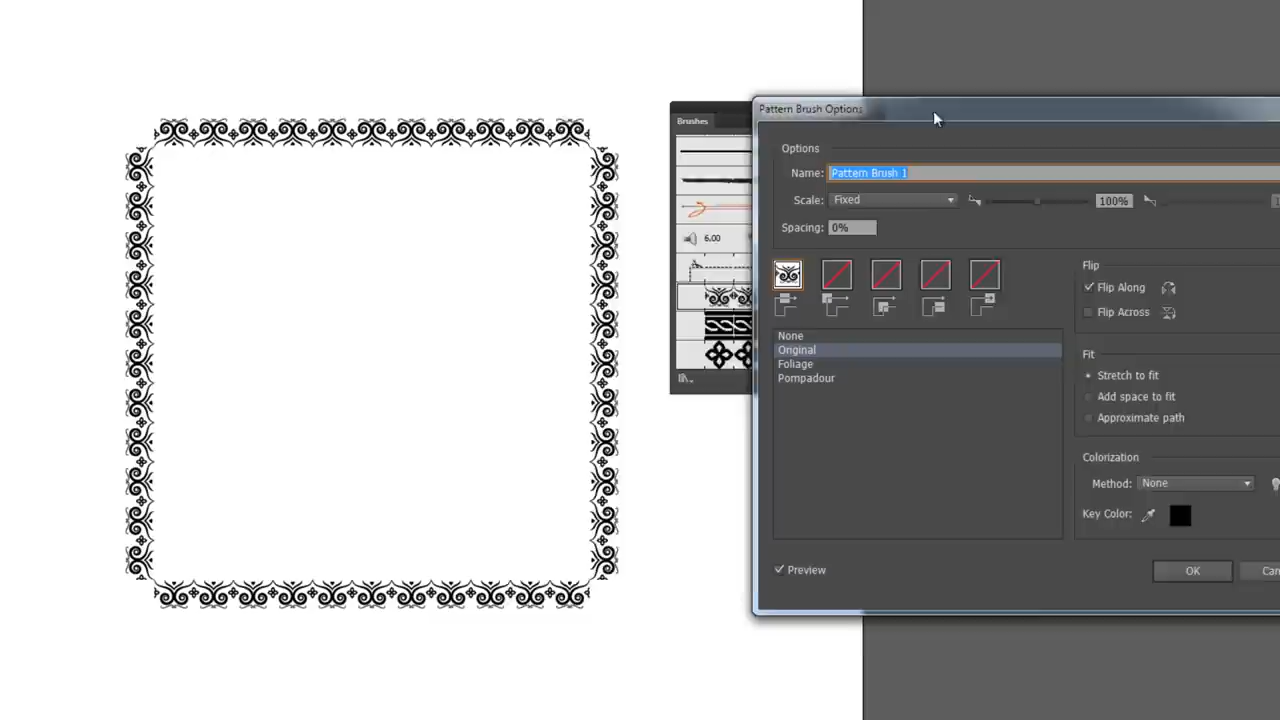 Pattern Brush Options
Brushes
6.00
Options
Name: Pattern Brush 1
Scale: Fixed 100%
Spacing: 0%
Flip
Flip Along
Flip Across
None
Original
Foliage
Pompadour
Fit
Stretch to fit
Add space to fit
Approximate path
Colorization
Method: None
Key Color:
Preview
OK
Can